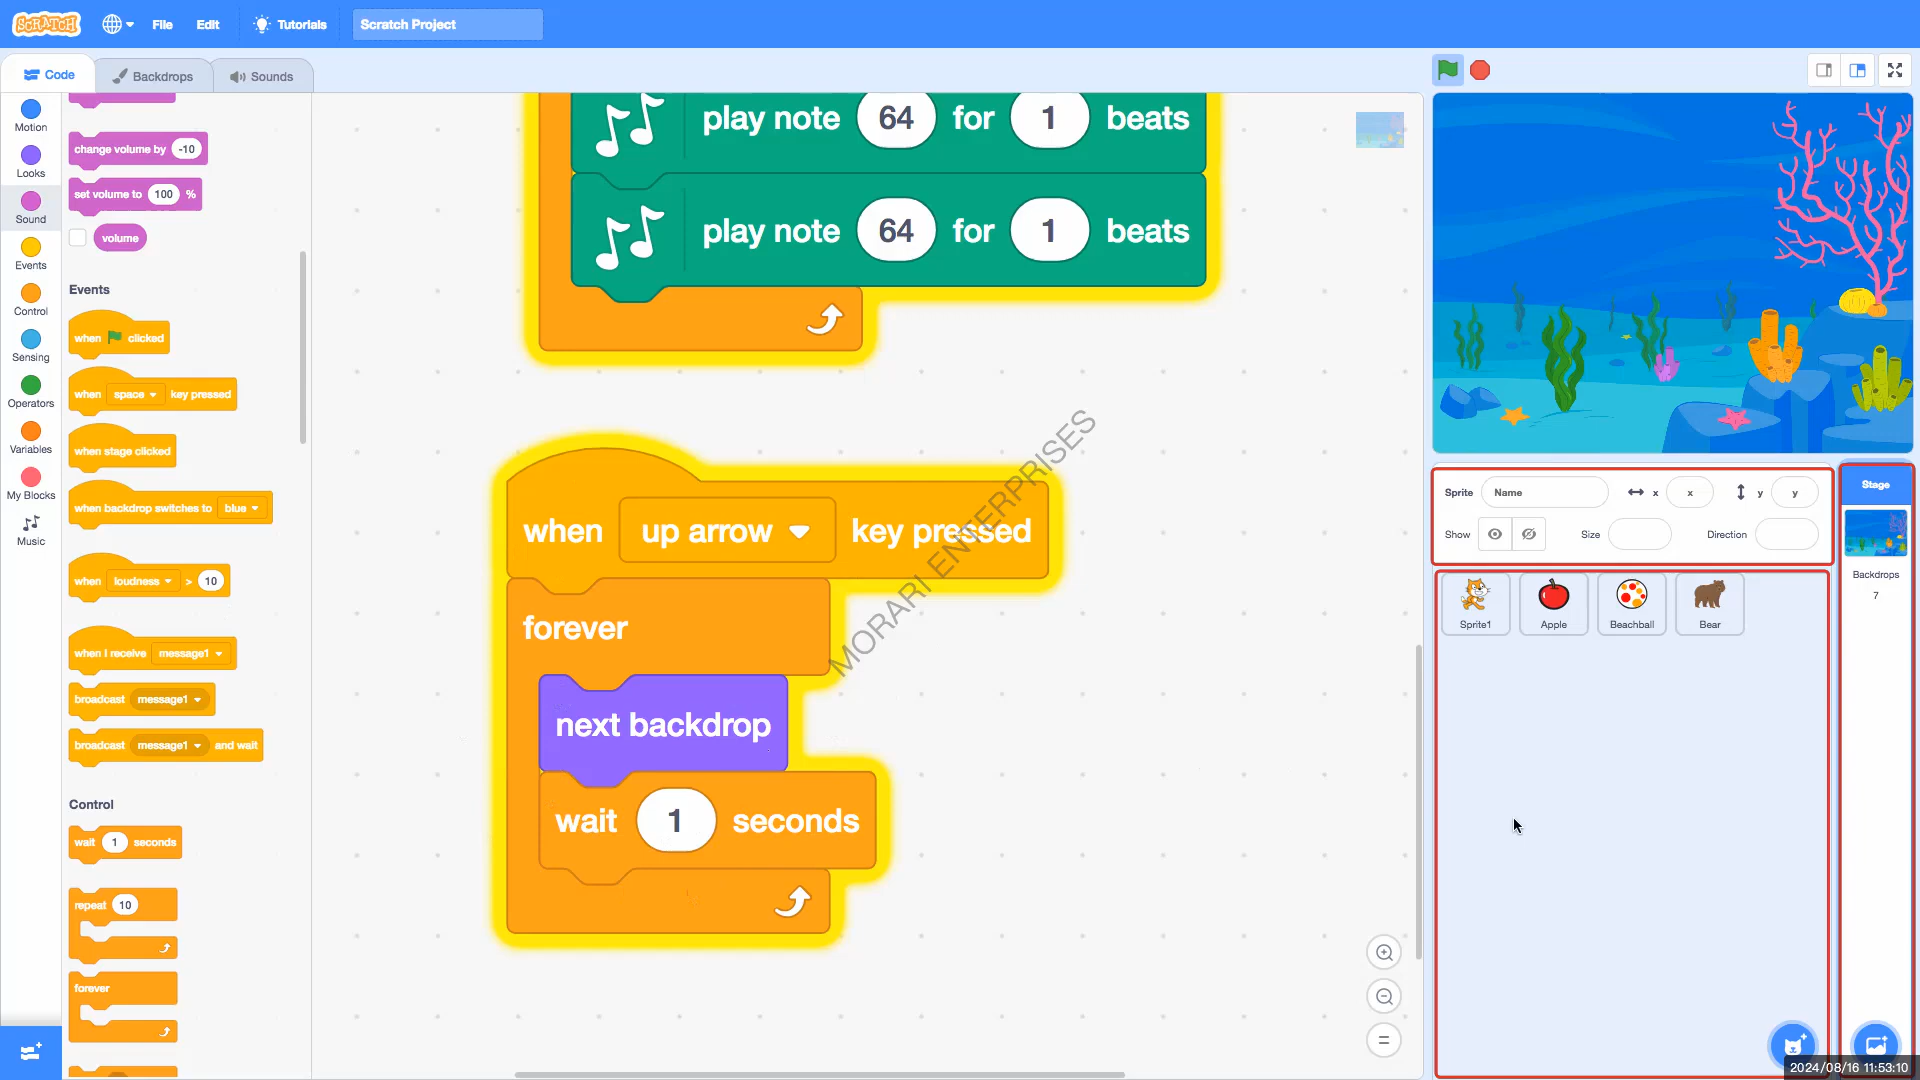 SCRATCH
File
Edit
Tutorials
Scratch Project
Code
Backdrops
Sounds
Motion
Looks
Sound
Events
Control
Sensing
Operators
Variables
My Blocks
Music
change volume by -10
set volume to 100 %
volume
Events
when clicked
when space key pressed
when stage clicked
when backdrop switches to blue
when loudness > 10
when I receive message1
broadcast message1
broadcast message1 and wait
Control
wait 1 seconds
repeat 10
forever
play note 64 for 1 beats
play note 64 for 1 beats
when up arrow key pressed
forever
next backdrop
wait 1 seconds
MORARI ENTERPRISES
Sprite Name x x y y
Show Size Direction
Sprite1
Apple
Beachball
Bear
Stage
Backdrops
7
2024/08/16 11:53:10